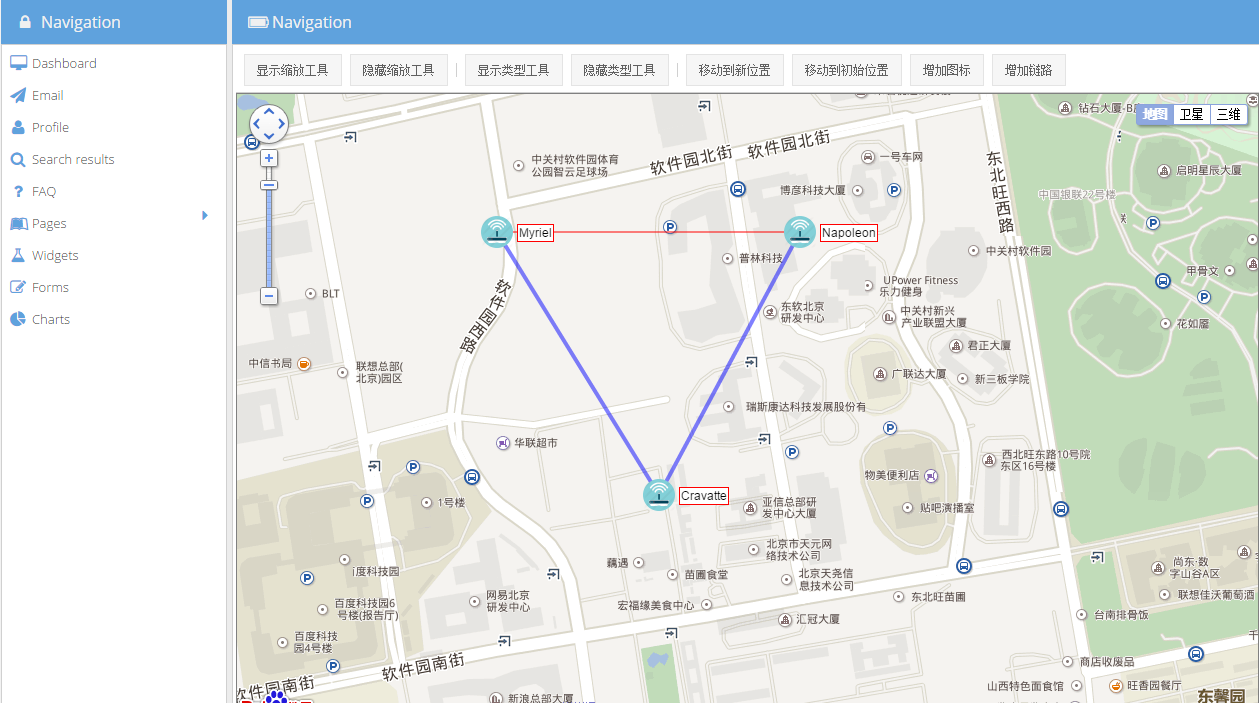 Navigation
Navigation
Dashboard
Email
Profile
Search results
FAQ
Pages
Widgets
Forms
Charts
显示缩放工具
隐藏缩放工具
显示类型工具
隐藏类型工具
移动到新位置
移动到初始位置
增加图标
增加链路
地图
卫星
三维
钻石大厦-B
中关村软件园体育
公园智云足球场
软件园北街
软件园北街
一号车网
博彦科技大厦
东北旺西路
启明星辰大厦
中国银联22号楼
Myriel
Napoleon
普林科技
中关村软件园
甲骨文
UPower Fitness
乐力健身
BLT
软件园西路
东软北京
研发中心
中关村新兴
产业联盟大厦
花如凰
君正大厦
中信书局
联想总部(
北京)园区
广联达大厦
新三板学院
瑞斯康达科技发展股份有
华联超市
西北旺东路10号院
东区16号楼
物美便利店
Cravatte
1号楼
亚信总部研
发中心大厦
贴吧演播室
北京市天元网
络技术公司
藕遇
苗圃食堂
i度科技园
北京天尧信
息技术公司
尚东·数
字山谷A区
网易北京
研发中心
百度科技园6
号楼(报告厅)
宏福缘美食中心
东北旺苗圃
联想佳沃葡萄酒
汇冠大厦
台南排骨饭
百度科技
园4号楼
软件园南街
商店收废品
软件园南街
山西特色面食馆
旺香园餐厅
新浪总部大厦
东馨园